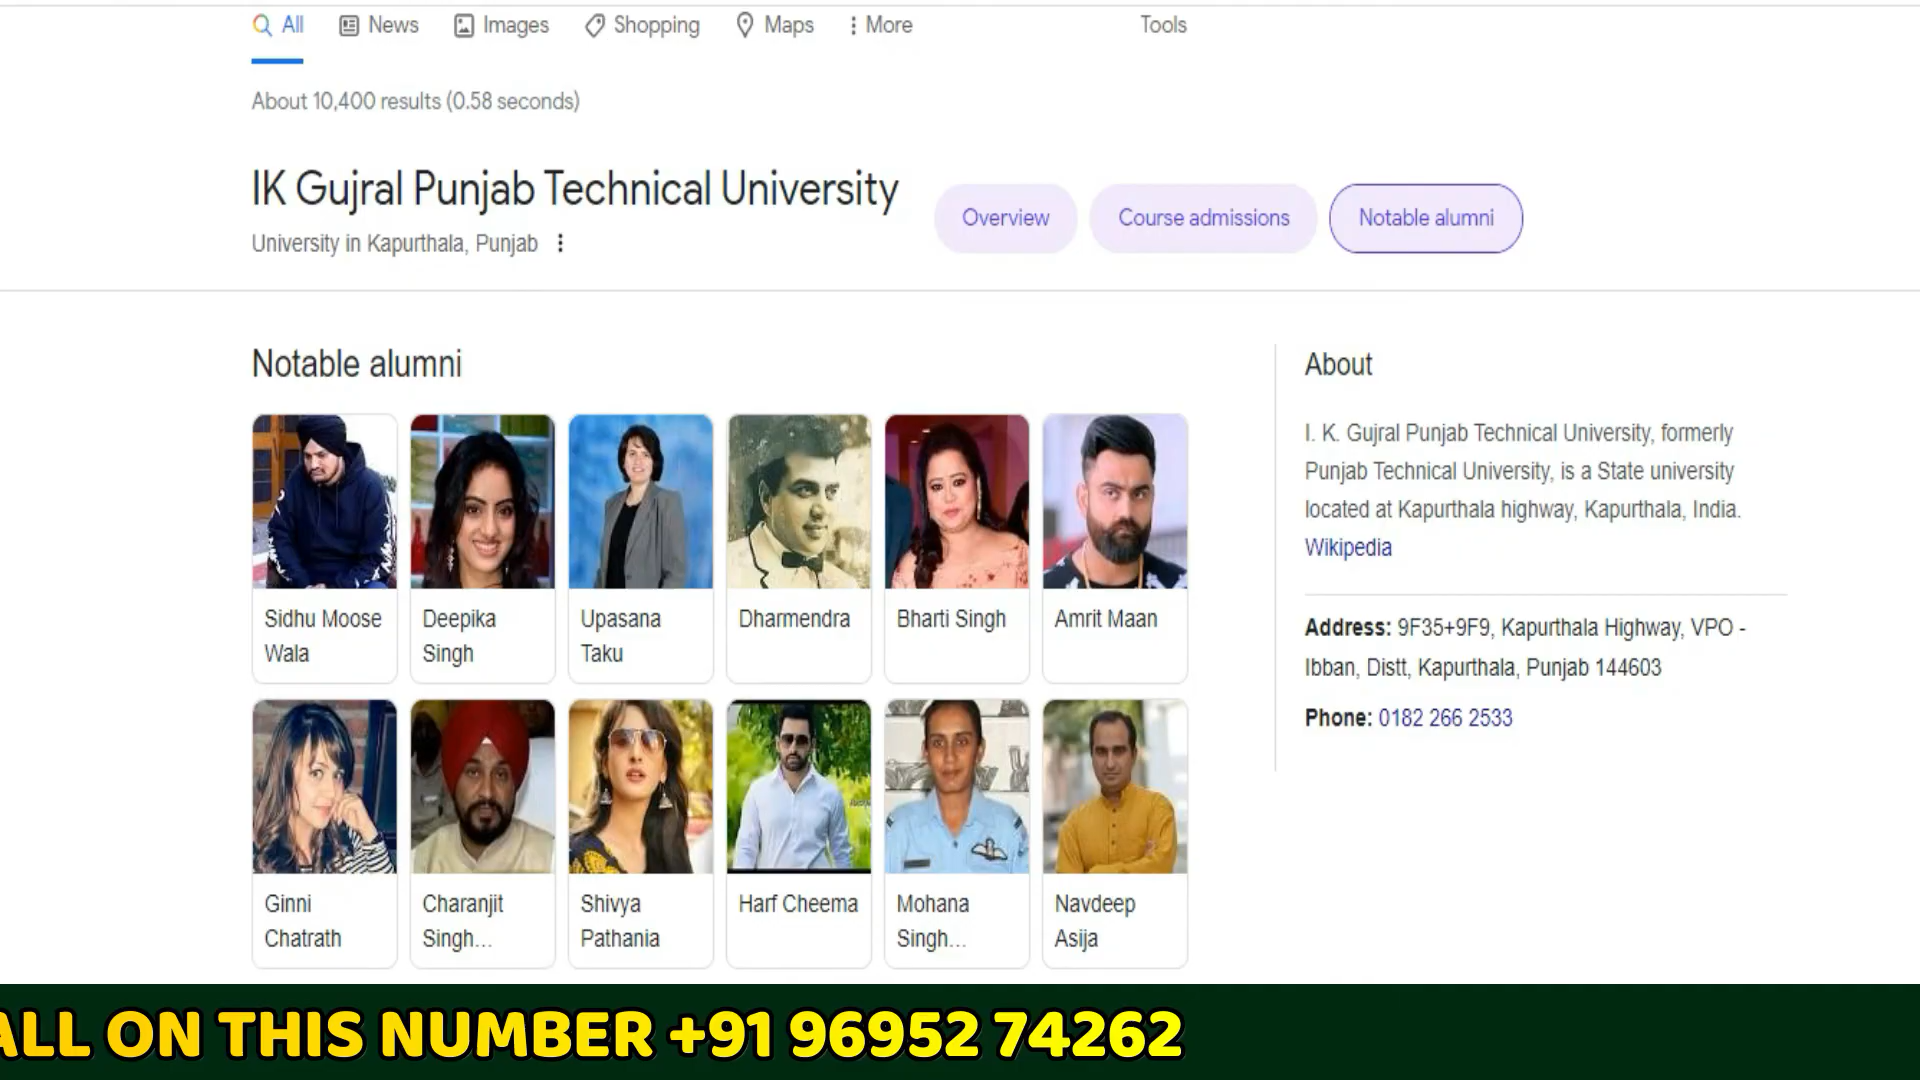 All News Images Shopping Maps More Tools
About 10,400 results (0.58 seconds)
IK Gujral Punjab Technical University
University in Kapurthala, Punjab
Overview Course admissions Notable alumni
Notable alumni
Sidhu Moose
Wala
Deepika
Singh
Upasana
Taku
Dharmendra
Bharti Singh
Amrit Maan
Ginni
Chatrath
Charanjit
Singh...
Shivya
Pathania
Harf Cheema
Mohana
Singh...
Navdeep
Asija
About
I. K. Gujral Punjab Technical University, formerly
Punjab Technical University, is a State university
located at Kapurthala highway, Kapurthala, India.
Wikipedia
Address: 9F35+9F9, Kapurthala Highway, VPO -
Ibban, Distt, Kapurthala, Punjab 144603
Phone: 0182 266 2533
ALL ON THIS NUMBER +91 96952 74262